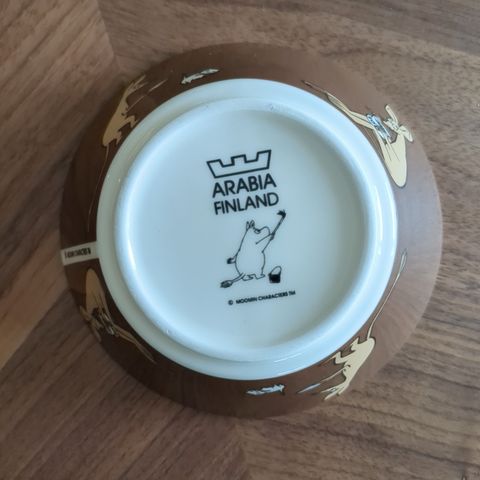 ARABIA
FINLAND
© MOOMIN CHARACTERS TM